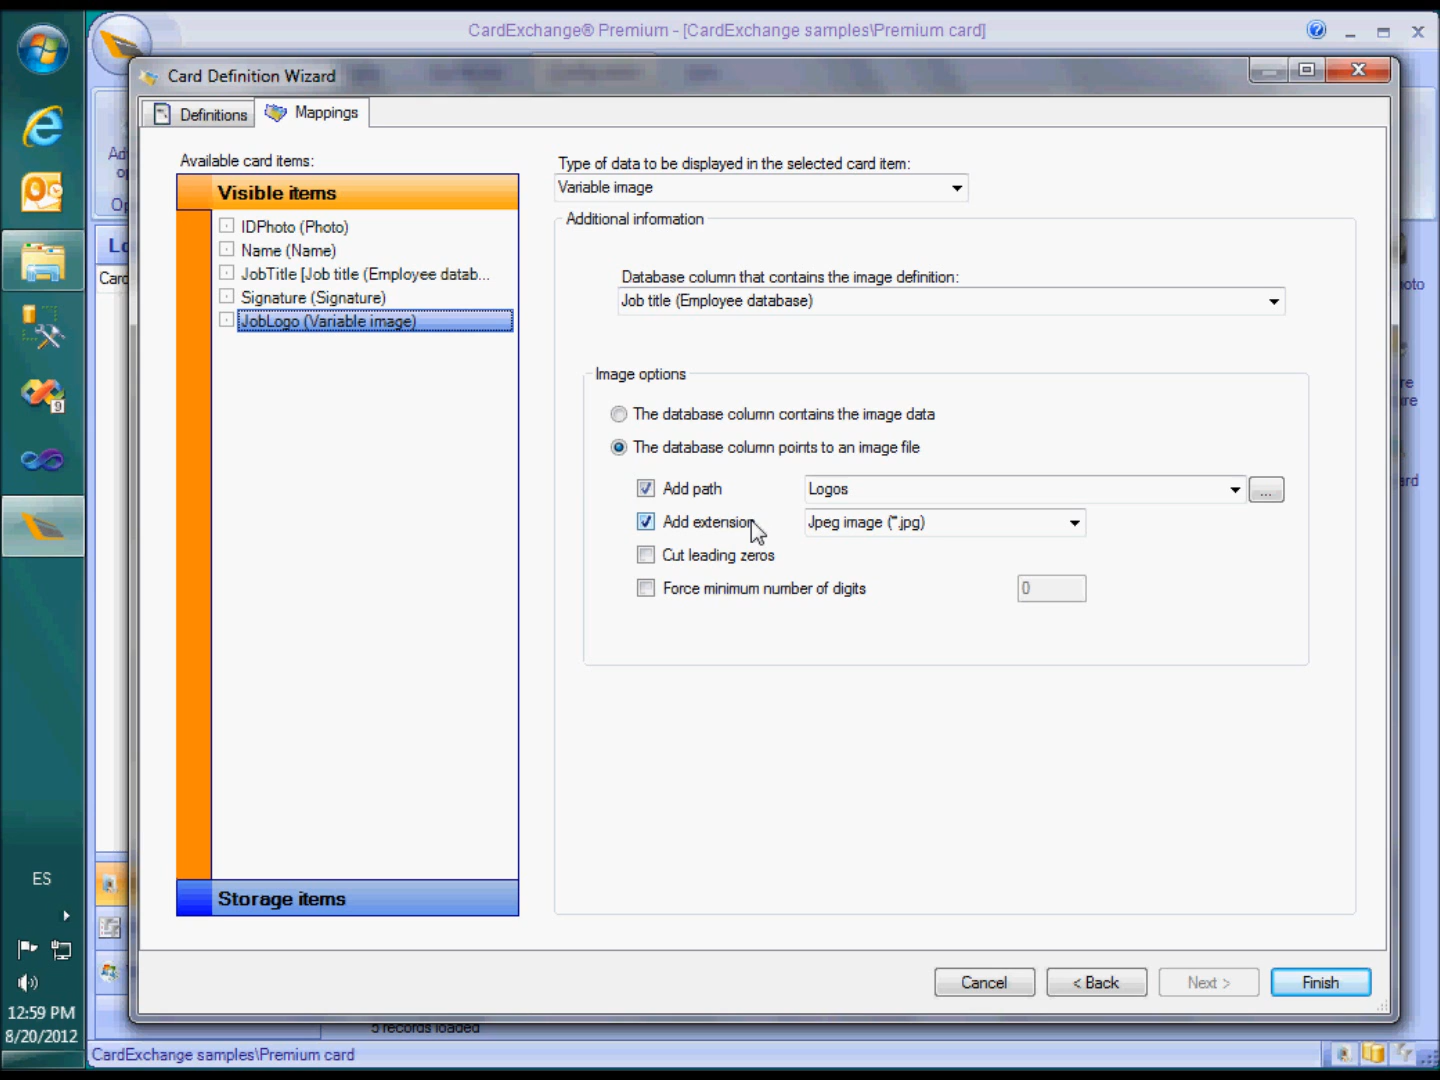 CardExchange® Premium - [CardExchange samples\Premium card]
Card Definition Wizard
Definitions
Mappings
Available card items:
Visible items
IDPhoto (Photo)
Name (Name)
JobTitle [Job title (Employee datab...
Signature (Signature)
JobLogo (Variable image)
Storage items
Type of data to be displayed in the selected card item:
Variable image
Additional information
Database column that contains the image definition:
Job title (Employee database)
Image options
The database column contains the image data
The database column points to an image file
Add path
Logos
...
Add extension
Jpeg image (*.jpg)
Cut leading zeros
Force minimum number of digits
0
Cancel
< Back
Next >
Finish
5 records loaded
CardExchange samples\Premium card
ES
12:59 PM
8/20/2012
9